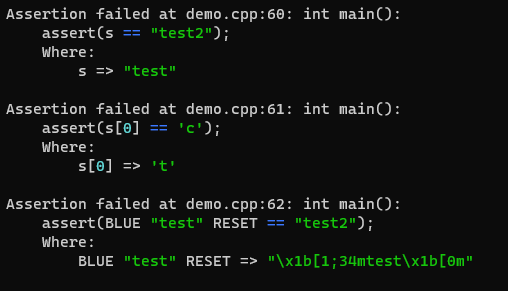 Assertion failed at demo.cpp:60: int main():
    assert(s == "test2");
    Where:
        s => "test"

Assertion failed at demo.cpp:61: int main():
    assert(s[0] == 'c');
    Where:
        s[0] => 't'

Assertion failed at demo.cpp:62: int main():
    assert(BLUE "test" RESET == "test2");
    Where:
        BLUE "test" RESET => "\x1b[1;34mtest\x1b[0m"